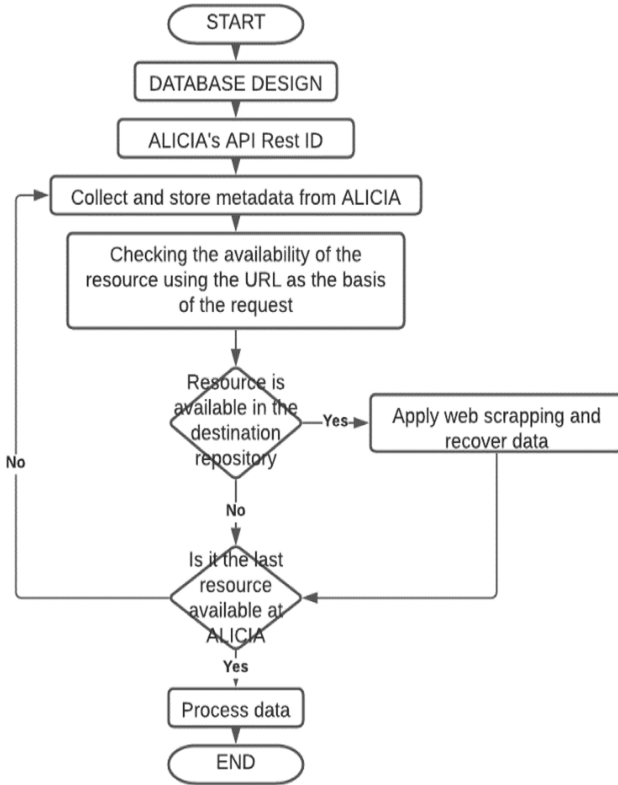 START
DATABASE DESIGN
ALICIA's API Rest ID
Collect and store metadata from ALICIA
Checking the availability of the
resource using the URL as the basis
of the request
Resource is
available in the
destination
repository
Yes
Apply web scrapping and
recover data
No
No
Is it the last
resource
available at
ALICIA
Yes
Process data
END